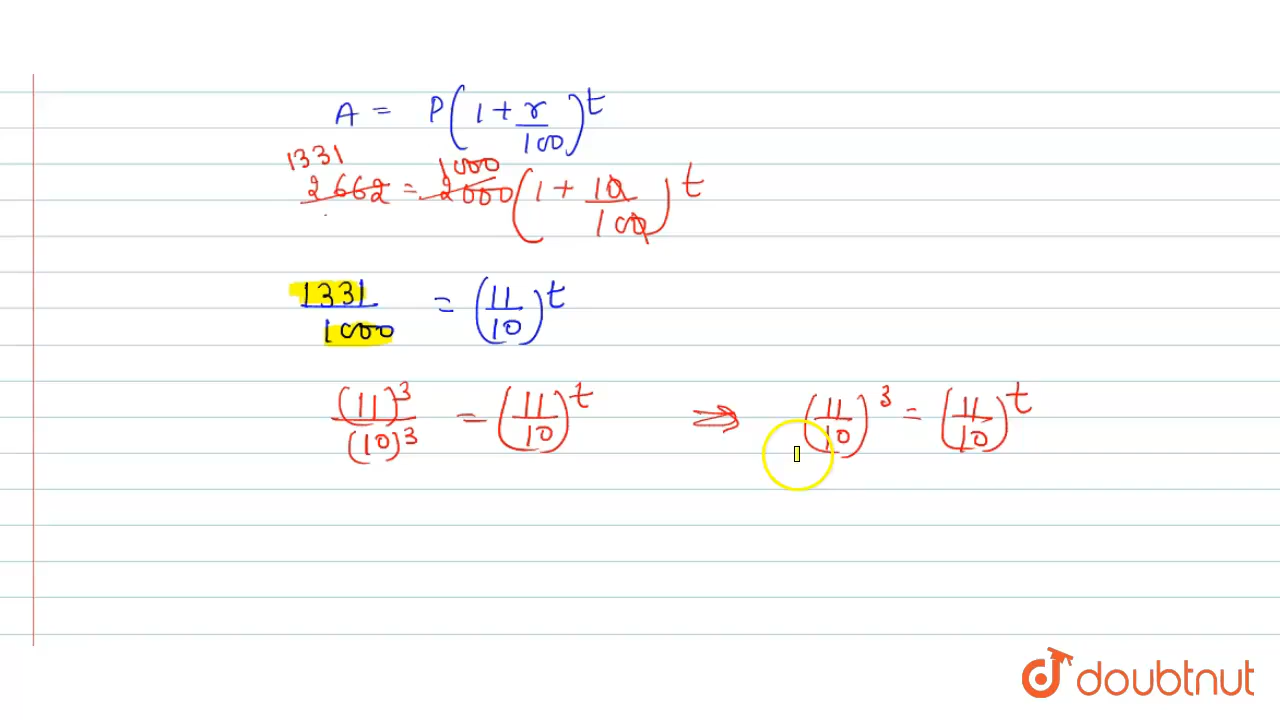 A = P(1 + r/100)^t
1331 1000
2662 = 2000(1 + 10/100)^t
1331/1000 = (11/10)^t
(11)^3/(10)^3 = (11/10)^t ⇒ (11/10)^3 = (11/10)^t
doubtnut